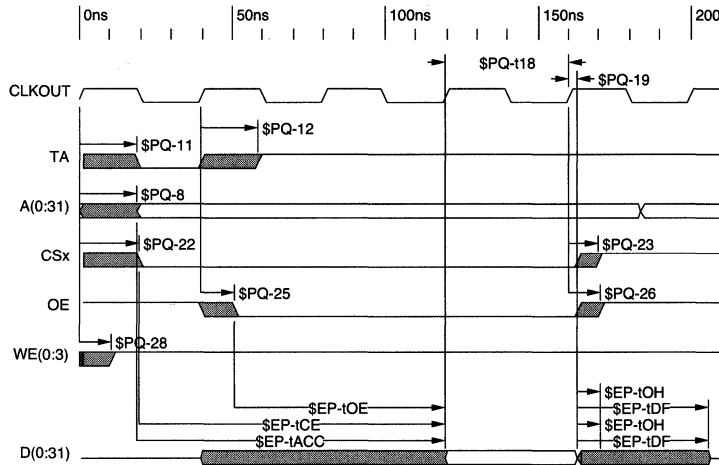 0ns 50ns 100ns 150ns 200
$PQ-t18
$PQ-19
CLKOUT
$PQ-12
$PQ-11
TA
$PQ-8
A(0:31)
$PQ-22 $PQ-23
CSx
$PQ-25 $PQ-26
OE
$PQ-28
WE(0:3)
$EP-tOH
$EP-tOE $EP-tDF
$EP-tCE $EP-tOH
$EP-tACC $EP-tDF
D(0:31)